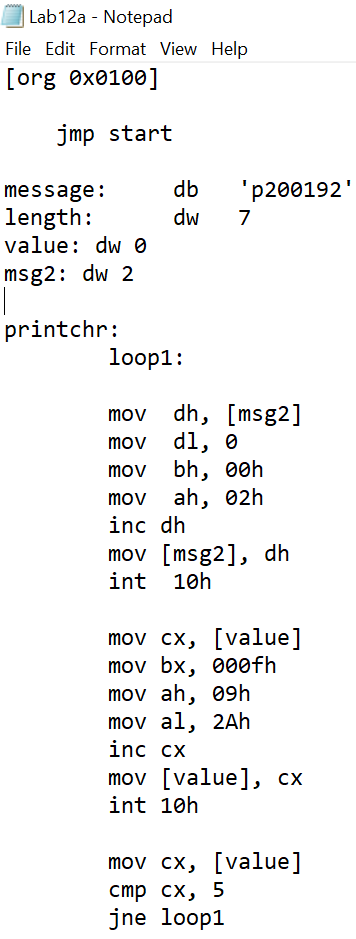 Lab12a - Notepad
File Edit Format View Help
[org 0x0100]
jmp start
message: db 'p200192'
length: dw 7
value: dw 0
msg2: dw 2
printchr:
loop1:
mov dh, [msg2]
mov dl, 0
mov bh, 00h
mov ah, 02h
inc dh
mov [msg2], dh
int 10h
mov cx, [value]
mov bx, 000fh
mov ah, 09h
mov al, 2Ah
inc cx
mov [value], cx
int 10h
mov cx, [value]
cmp cx, 5
jne loop1